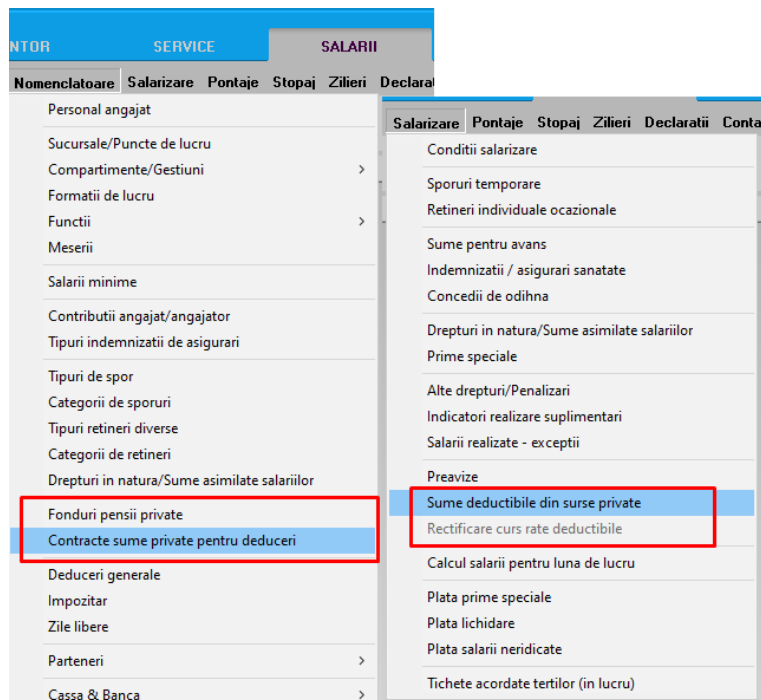 NTOR SERVICE SALARII
Nomenclatoare Salarizare Pontaje Stopaj Zilieri Declarat
Personal angajat
Sucursale/Puncte de lucru
Compartimente/Gestiuni
Formatii de lucru
Functii
Meserii
Salarii minime
Contributii angajat/angajator
Tipuri indemnizatii de asigurari
Tipuri de spor
Categorii de sporuri
Tipuri retineri diverse
Categorii de retineri
Drepturi in natura/Sume asimilate salariilor
Fonduri pensii private
Contracte sume private pentru deduceri
Deduceri generale
Impozitar
Zile libere
Parteneri
Cassa & Banca
Salarizare Pontaje Stopaj Zilieri Declaratii Conta
Conditii salarizare
Sporuri temporare
Retineri individuale ocazionale
Sume pentru avans
Indemnizatii / asigurari sanatate
Concedii de odihna
Drepturi in natura/Sume asimilate salariilor
Prime speciale
Alte drepturi/Penalizari
Indicatori realizare suplimentari
Salarii realizate - exceptii
Preavize
Sume deductibile din surse private
Rectificare curs rate deductibile
Calcul salarii pentru luna de lucru
Plata prime speciale
Plata lichidare
Plata salarii neridicate
Tichete acordate tertilor (in lucru)